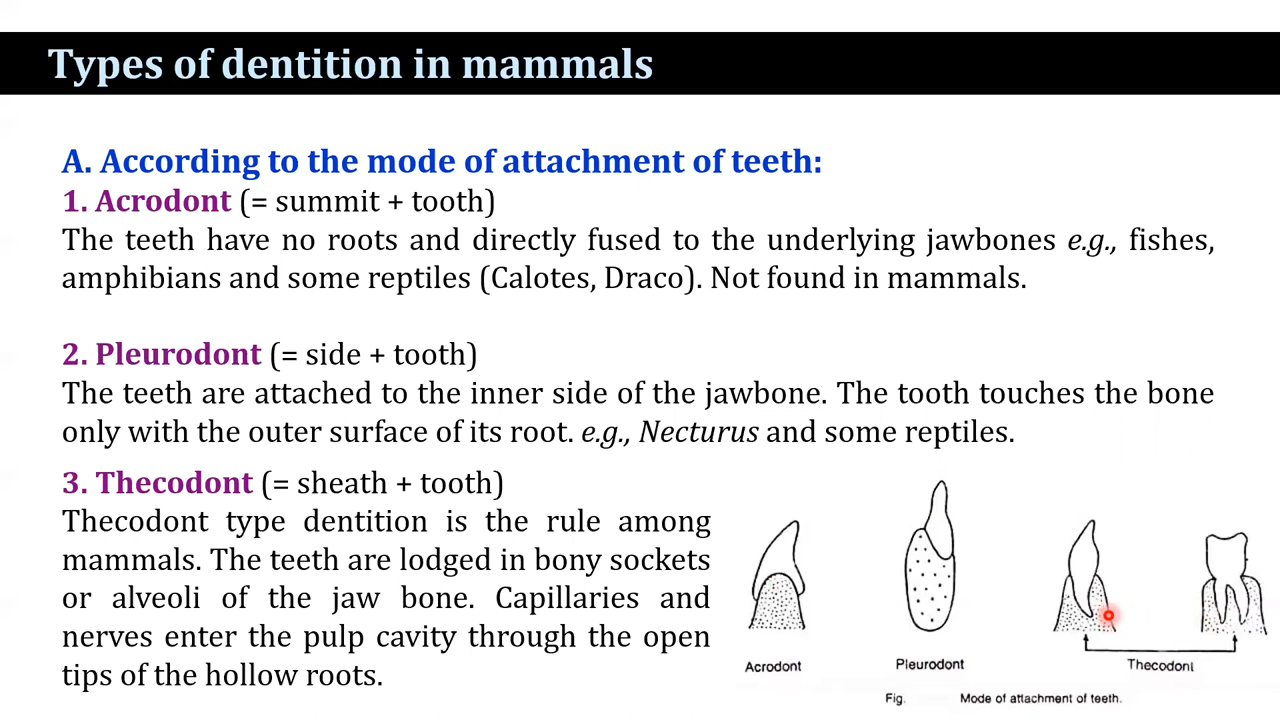 Types of dentition in mammals
A. According to the mode of attachment of teeth:
1. Acrodont (= summit + tooth)
The teeth have no roots and directly fused to the underlying jawbones e.g., fishes,
amphibians and some reptiles (Calotes, Draco). Not found in mammals.
2. Pleurodont (= side + tooth)
The teeth are attached to the inner side of the jawbone. The tooth touches the bone
only with the outer surface of its root. e.g., Necturus and some reptiles.
3. Thecodont (= sheath + tooth)
Thecodont type dentition is the rule among
mammals. The teeth are lodged in bony sockets
or alveoli of the jaw bone. Capillaries and
nerves enter the pulp cavity through the open
tips of the hollow roots.
Acrodont
Pleurodont
Thecodont
Fig. Mode of attachment of teeth.